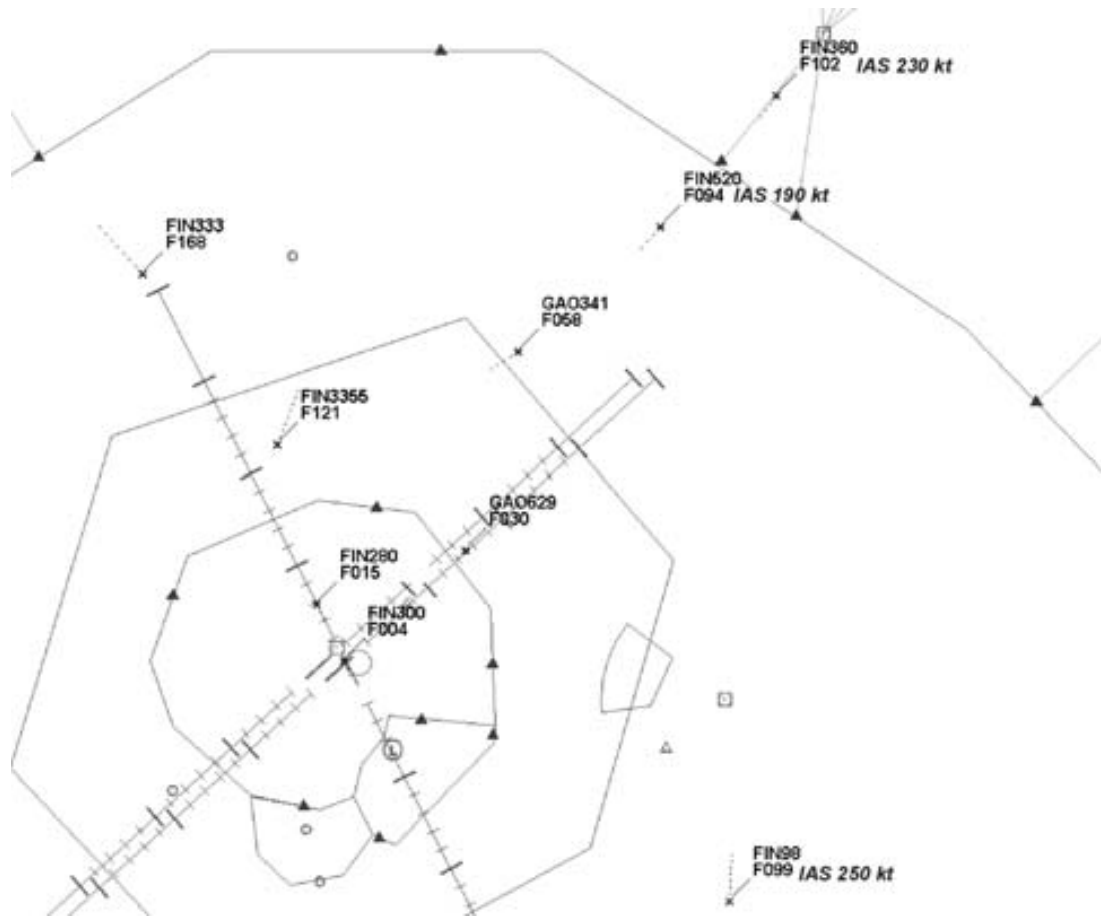 FIN360
F102 IAS 230 kt
FIN520
F094 IAS 190 kt
FIN333
F168
GAO341
F058
FIN3355
F121
GAO629
F030
FIN280
F015
FIN300
F004
L
FIN98
F099 IAS 250 kt